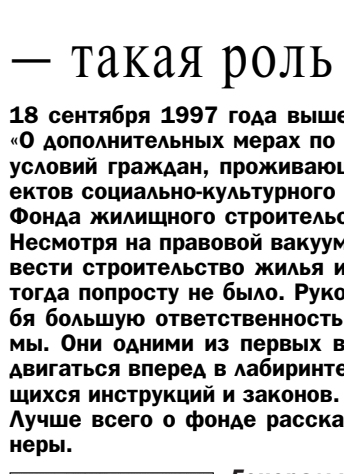 — такая роль
18 сентября 1997 года выше
«О дополнительных мерах по
условий граждан, проживающ
ектов социально-культурного
Фонда жилищного строительс
Несмотря на правовой вакуум
вести строительство жилья и
тогда попросту не было. Руко
бя большую ответственность
мы. Они одними из первых в
двигаться вперед в лабиринте
щихся инструкций и законов.
Лучше всего о фонде расска
неры.